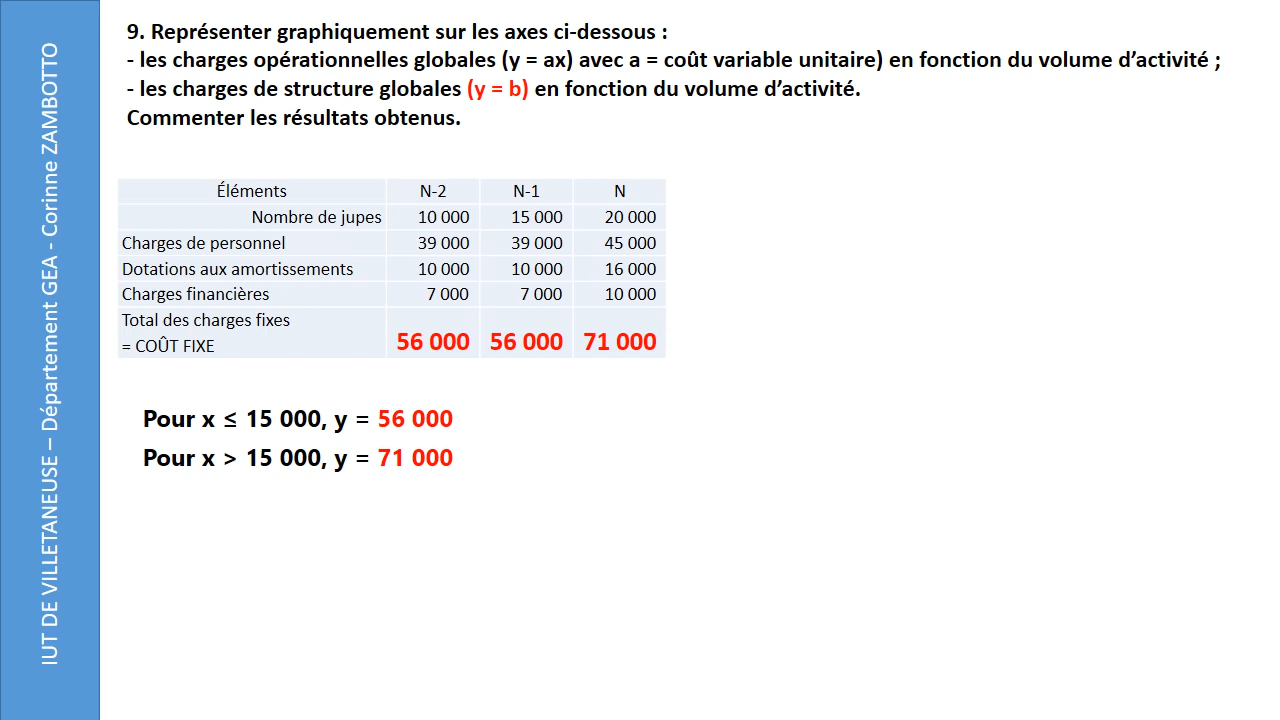 IUT DE VILLETANEUSE – Département GEA - Corinne ZAMBOTTO
9. Représenter graphiquement sur les axes ci-dessous :
- les charges opérationnelles globales (y = ax) avec a = coût variable unitaire) en fonction du volume d’activité ;
- les charges de structure globales (y = b) en fonction du volume d’activité.
Commenter les résultats obtenus.
Éléments N-2 N-1 N
Nombre de jupes 10 000 15 000 20 000
Charges de personnel 39 000 39 000 45 000
Dotations aux amortissements 10 000 10 000 16 000
Charges financières 7 000 7 000 10 000
Total des charges fixes
= COÛT FIXE 56 000 56 000 71 000
Pour x ≤ 15 000, y = 56 000
Pour x > 15 000, y = 71 000